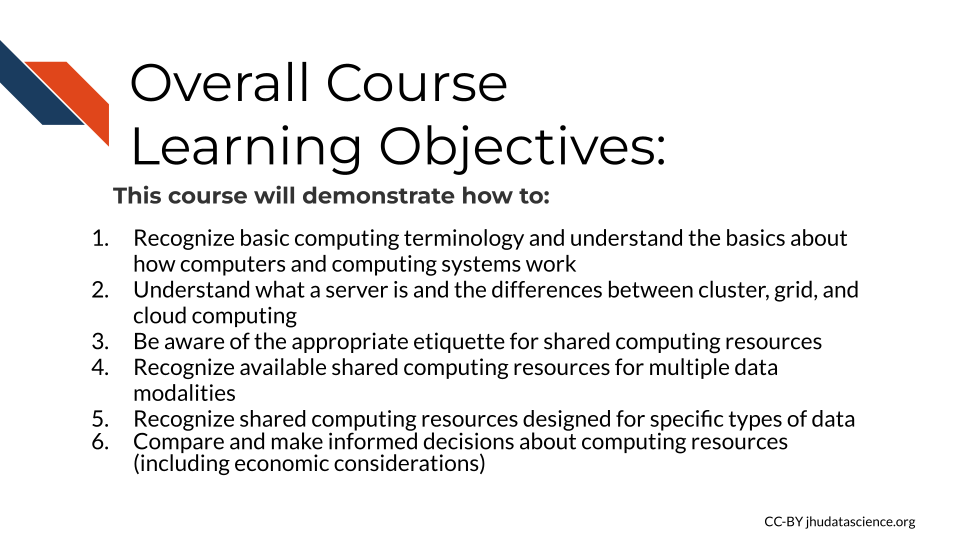 Overall Course
Learning Objectives:
This course will demonstrate how to:
1. Recognize basic computing terminology and understand the basics about
how computers and computing systems work
2. Understand what a server is and the differences between cluster, grid, and
cloud computing
3. Be aware of the appropriate etiquette for shared computing resources
4. Recognize available shared computing resources for multiple data
modalities
5. Recognize shared computing resources designed for specific types of data
6. Compare and make informed decisions about computing resources
(including economic considerations)
CC-BY jhudatascience.org